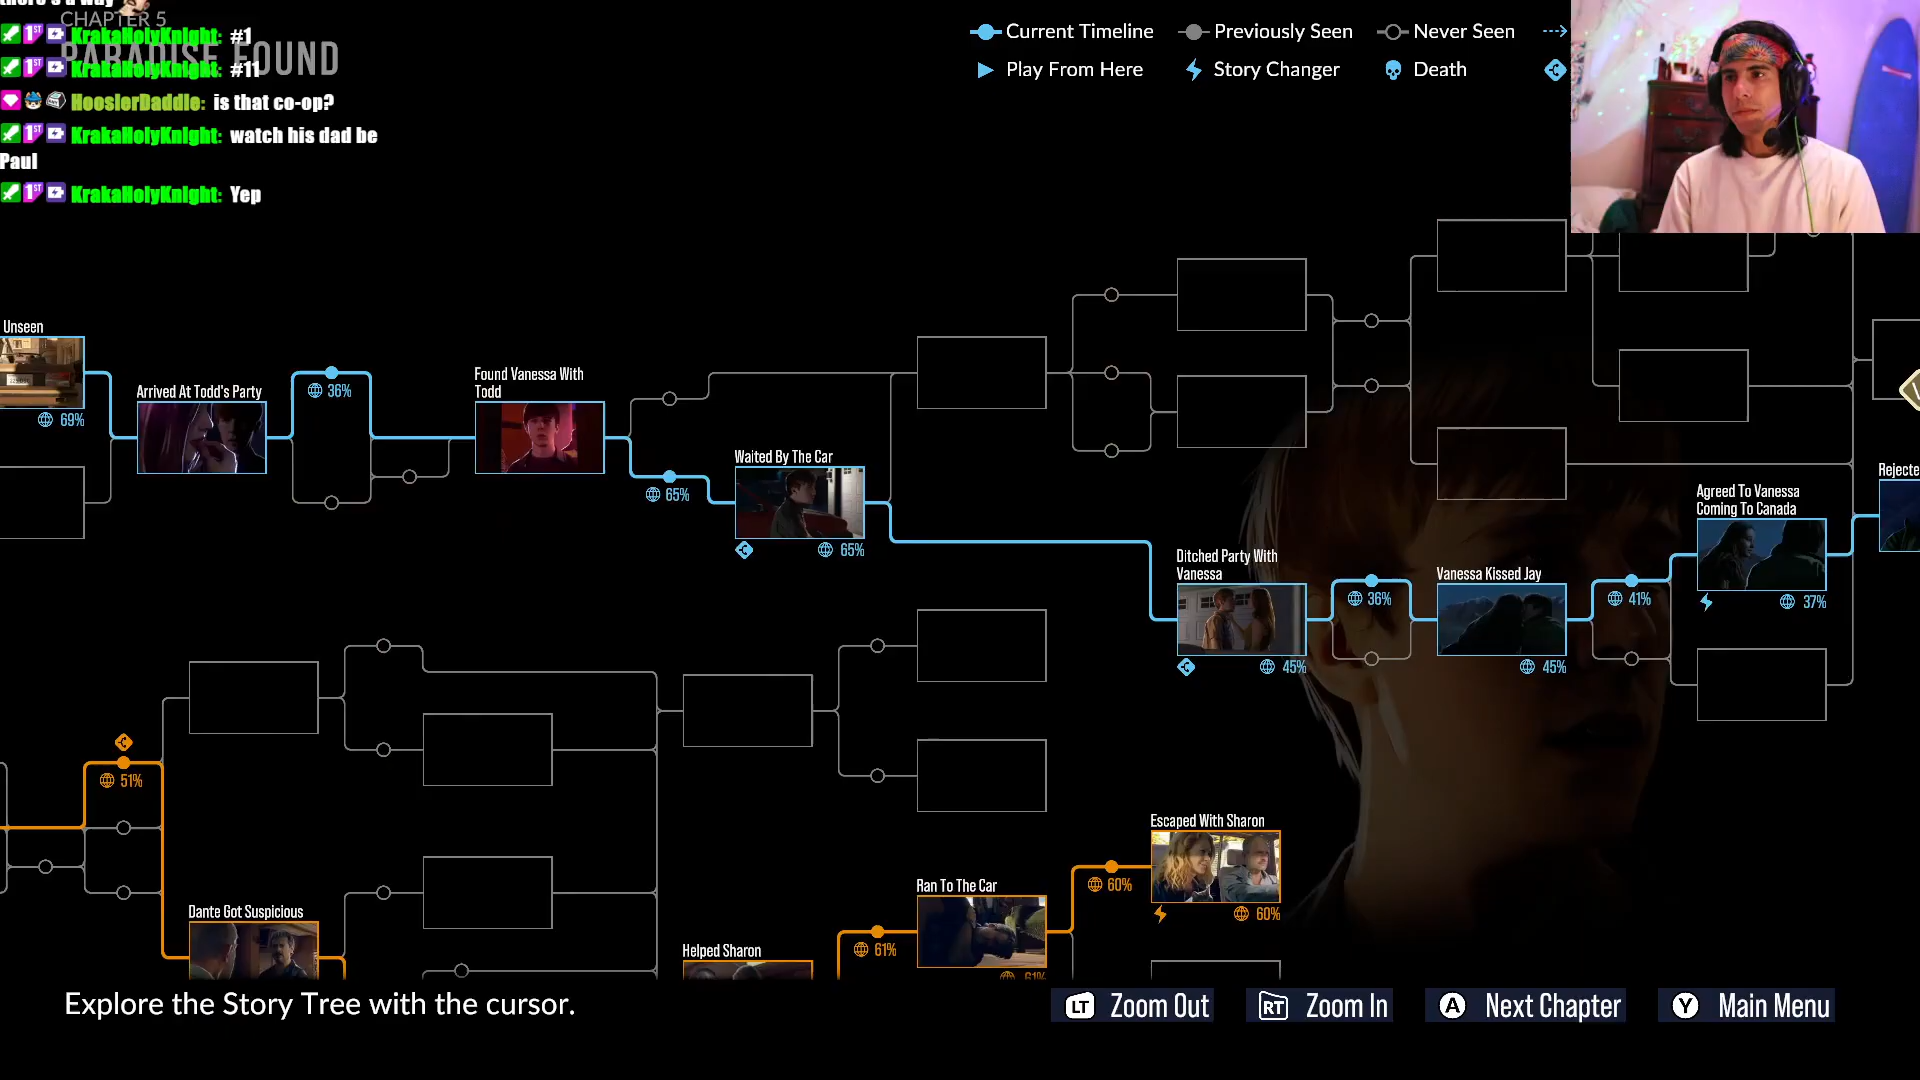 there's a way
CHAPTER 5
KrakaHolyKnight: #1
PARADISE FOUND
KrakaHolyKnight: #11
HoosierDaddie: is that co-op?
KrakaHolyKnight: watch his dad be
Paul
KrakaHolyKnight: Yep
Current Timeline
Previously Seen
Never Seen
Play From Here
Story Changer
Death
Unseen
69%
Arrived At Todd's Party
36%
Found Vanessa With
Todd
65%
Waited By The Car
65%
Ditched Party With
Vanessa
45%
36%
Vanessa Kissed Jay
45%
41%
Agreed To Vanessa
Coming To Canada
37%
Rejecte
51%
Dante Got Suspicious
Helped Sharon
61%
Ran To The Car
61%
60%
Escaped With Sharon
60%
Explore the Story Tree with the cursor.
LT Zoom Out
RT Zoom In
A Next Chapter
Y Main Menu